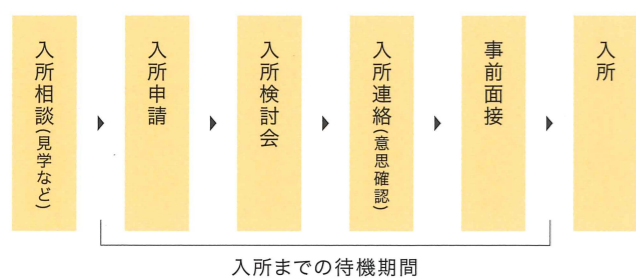 入所相談(見学など)
入所申請
入所検討会
入所連絡(意思確認)
事前面接
入所
入所までの待機期間